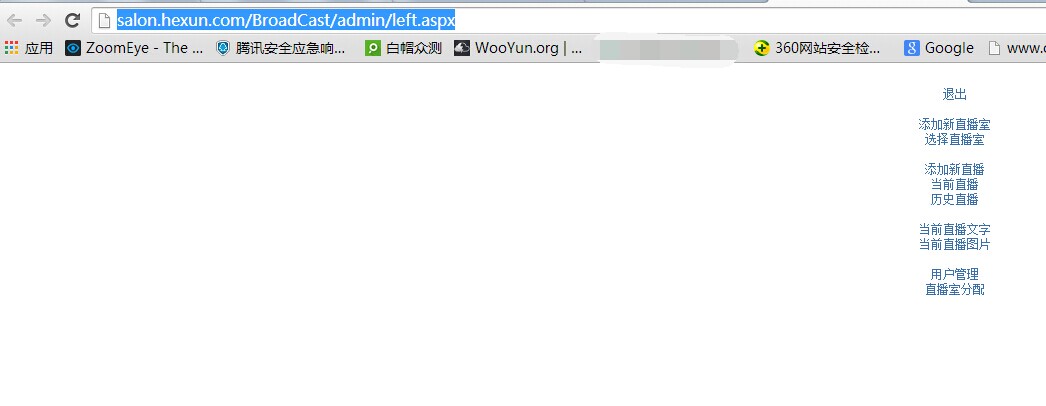 salon.hexun.com/BroadCast/admin/left.aspx
应用 ZoomEye - The ... 腾讯安全应急响... 白帽众测 WooYun.org | ... 360网站安全检... Google www.c
退出
添加新直播室
选择直播室
添加新直播
当前直播
历史直播
当前直播文字
当前直播图片
用户管理
直播室分配